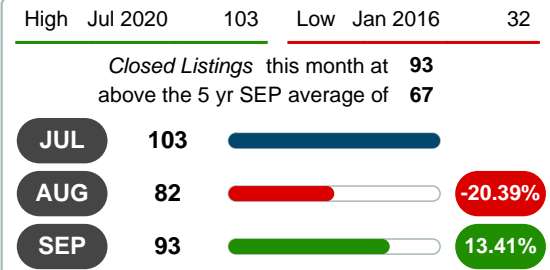 High Jul 2020 103 Low Jan 2016 32
Closed Listings this month at 93
above the 5 yr SEP average of 67
JUL 103
AUG 82 -20.39%
SEP 93 13.41%